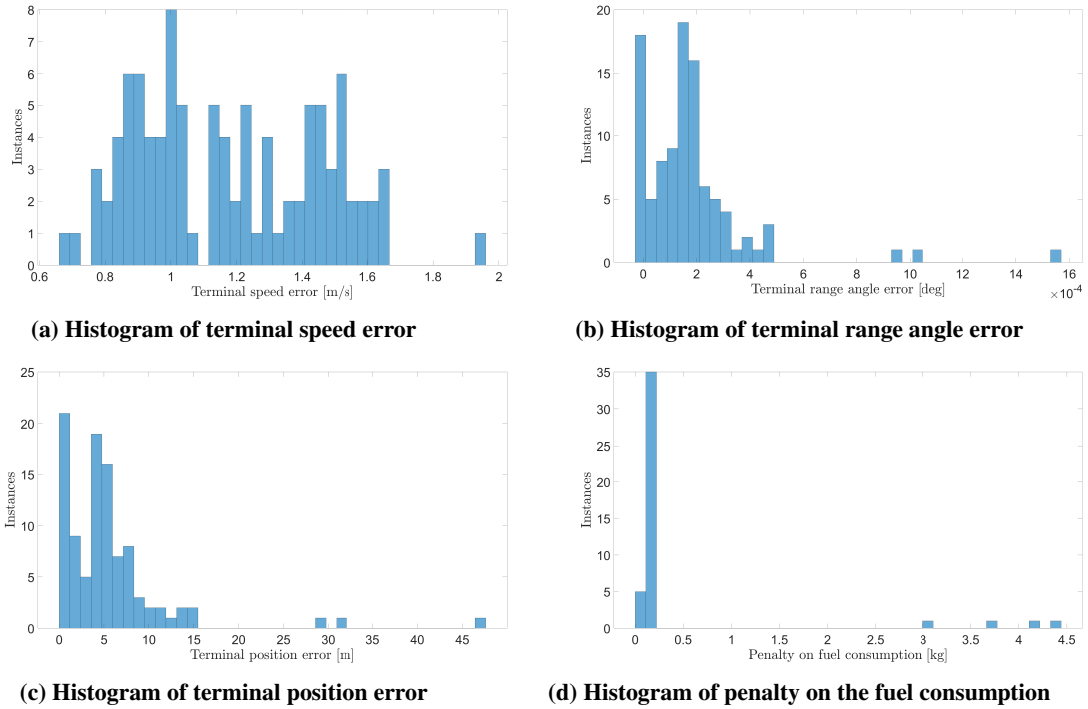 8
7
6
5
4
3
2
1
0
Instances
0.6 0.8 1 1.2 1.4 1.6 1.8 2
Terminal speed error [m/s]
(a) Histogram of terminal speed error
20
15
10
5
0
Instances
0 2 4 6 8 10 12 14 16
Terminal range angle error [deg]
×10-4
(b) Histogram of terminal range angle error
25
20
15
10
5
0
Instances
0 5 10 15 20 25 30 35 40 45
Terminal position error [m]
(c) Histogram of terminal position error
35
30
25
20
15
10
5
0
Instances
0 0.5 1 1.5 2 2.5 3 3.5 4 4.5
Penalty on fuel consumption [kg]
(d) Histogram of penalty on the fuel consumption